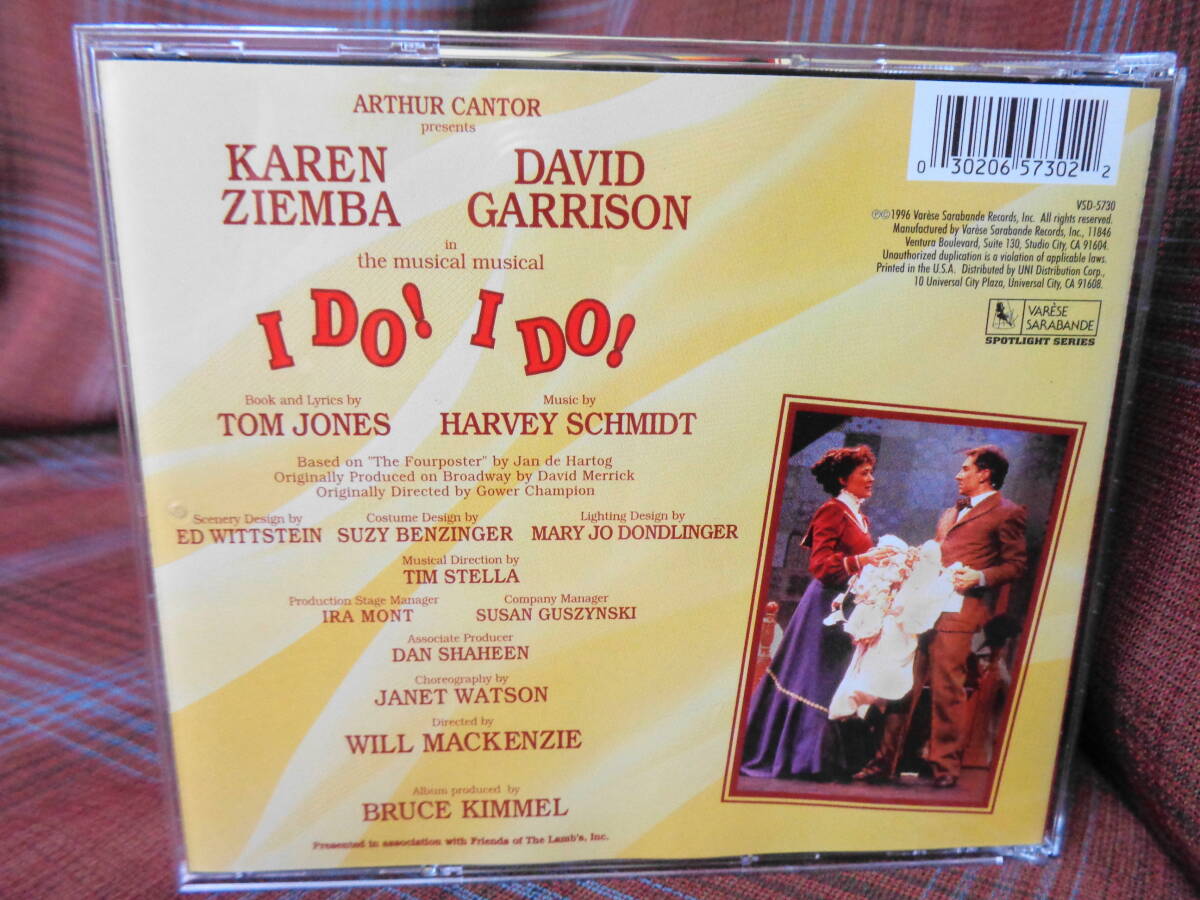 ARTHUR CANTOR
presents
KAREN ZIEMBA
DAVID GARRISON
in
the musical musical
I DO! I DO!
Book and Lyrics by
TOM JONES
Music by
HARVEY SCHMIDT
Based on "The Fourposter" by Jan de Hartog
Originally Produced on Broadway by David Merrick
Originally Directed by Gower Champion
Scenery Design by
ED WITTSTEIN
Costume Design by
SUZY BENZINGER
Lighting Design by
MARY JO DONDLINGER
Musical Direction by
TIM STELLA
Production Stage Manager
IRA MONT
Company Manager
SUSAN GUSZYNSKI
Associate Producer
DAN SHAHEEN
Choreography by
JANET WATSON
Directed by
WILL MACKENZIE
Album produced by
BRUCE KIMMEL
Presented in association with Friends of The Lamb's, Inc.
0 30206 57302 2
VSD-5730
℗©1996 Varèse Sarabande Records, Inc. All rights reserved.
Manufactured by Varèse Sarabande Records, Inc., 11846
Ventura Boulevard, Suite 130, Studio City, CA 91604.
Unauthorized duplication is a violation of applicable laws.
Printed in the U.S.A. Distributed by UNI Distribution Corp.,
10 Universal City Plaza, Universal City, CA 91608.
VARÈSE
SARABANDE
SPOTLIGHT SERIES